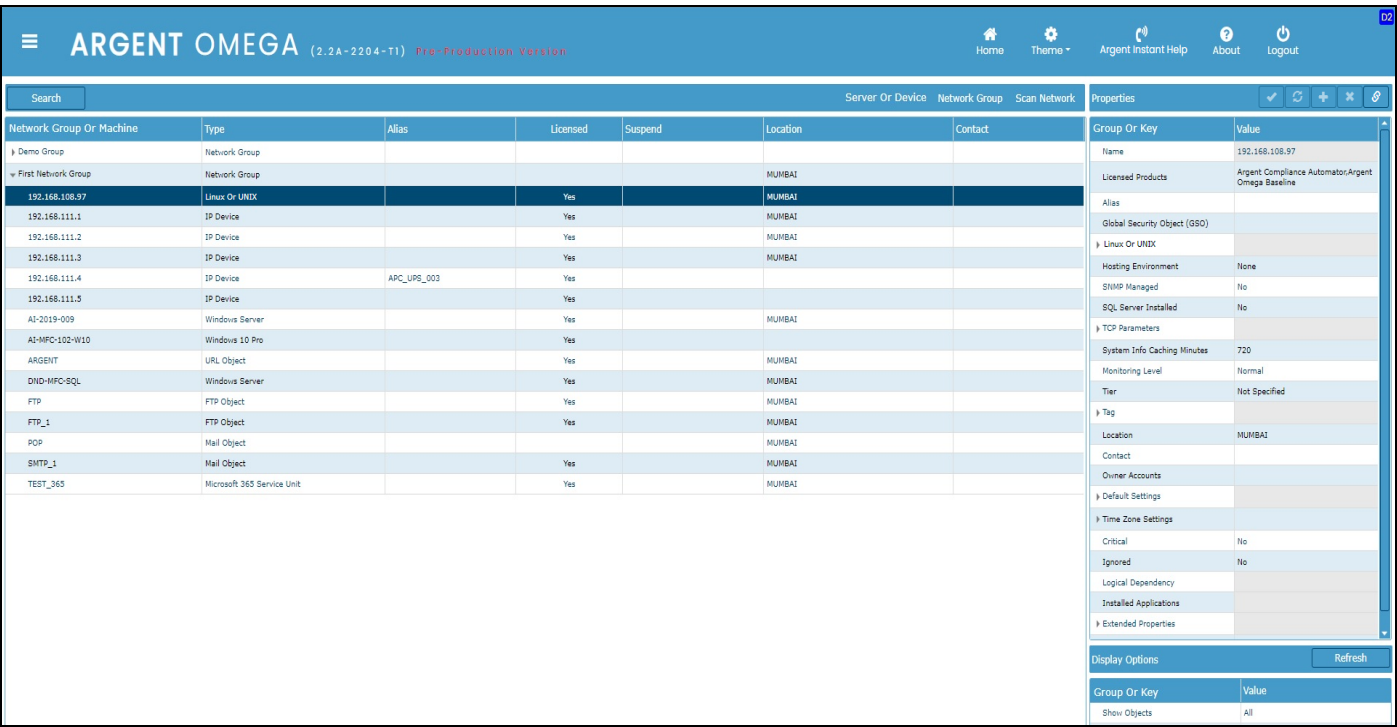 D2
ARGENT OMEGA (2.2A-2204-T1) Pre-Production Version
Home Theme Argent Instant Help About Logout
Search Server Or Device Network Group Scan Network
Network Group Or Machine Type Alias Licensed Suspend Location Contact
Demo Group Network Group
First Network Group Network Group MUMBAI
192.168.108.97 Linux Or UNIX Yes MUMBAI
192.168.111.1 IP Device Yes MUMBAI
192.168.111.2 IP Device Yes MUMBAI
192.168.111.3 IP Device Yes MUMBAI
192.168.111.4 IP Device APC_UPS_003 Yes
192.168.111.5 IP Device Yes
AI-2019-009 Windows Server Yes MUMBAI
AI-MFC-102-W10 Windows 10 Pro Yes
ARGENT URL Object Yes MUMBAI
DND-MFC-SQL Windows Server Yes MUMBAI
FTP FTP Object Yes MUMBAI
FTP_1 FTP Object Yes MUMBAI
POP Mail Object MUMBAI
SMTP_1 Mail Object Yes MUMBAI
TEST_365 Microsoft 365 Service Unit Yes MUMBAI
Properties
Group Or Key Value
Name 192.168.108.97
Licensed Products Argent Compliance Automator,Argent
Omega Baseline
Alias
Global Security Object (GSO)
Linux Or UNIX
Hosting Environment None
SNMP Managed No
SQL Server Installed No
TCP Parameters
System Info Caching Minutes 720
Monitoring Level Normal
Tier Not Specified
Tag
Location MUMBAI
Contact
Owner Accounts
Default Settings
Time Zone Settings
Critical No
Ignored No
Logical Dependency
Installed Applications
Extended Properties
Display Options Refresh
Group Or Key Value
Show Objects All